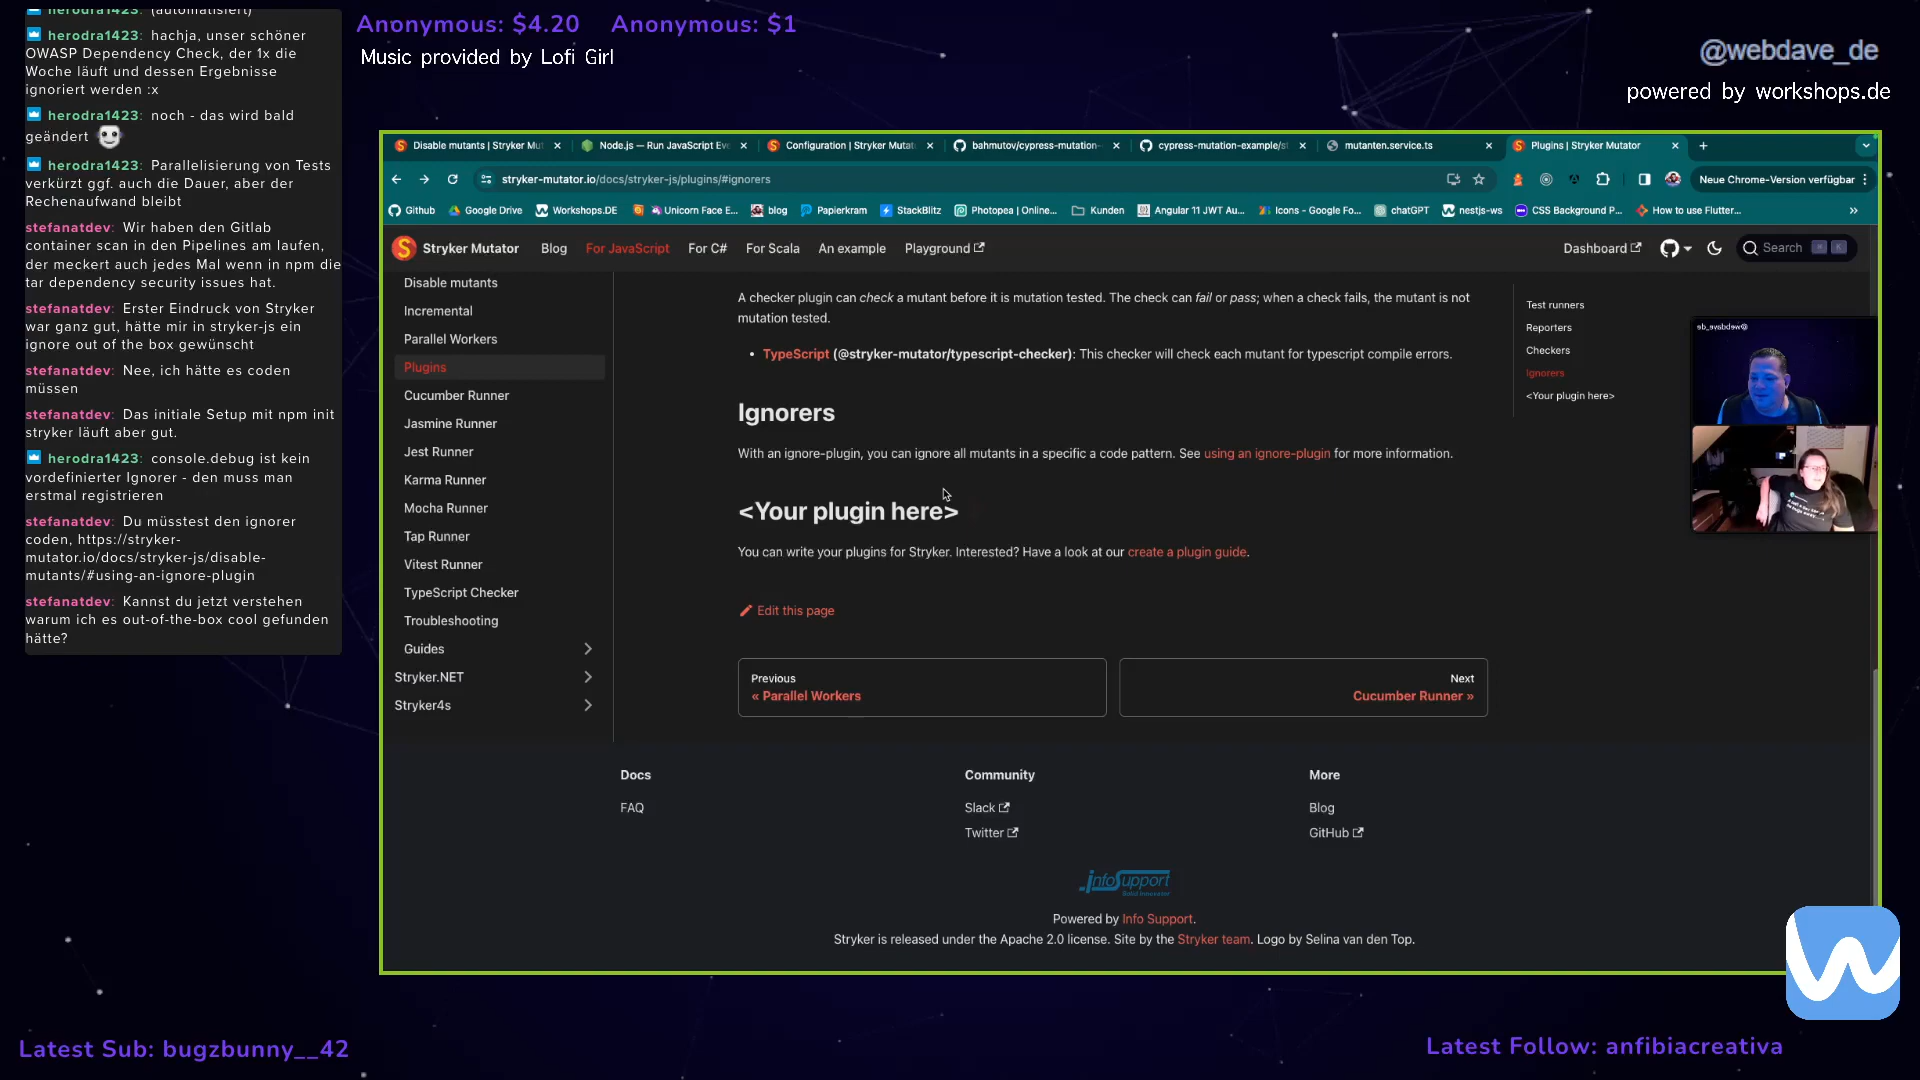 (automatisiert)
herodra1423: hachja, unser schöner
OWASP Dependency Check, der 1x die
Woche läuft und dessen Ergebnisse
ignoriert werden :x
herodra1423: noch - das wird bald
geändert
herodra1423: Parallelisierung von Tests
verkürzt ggf. auch die Dauer, aber der
Rechenaufwand bleibt
stefanatdev: Wir haben den Gitlab
container scan in den Pipelines am laufen,
der meckert auch jedes Mal wenn in npm die
tar dependency security issues hat.
stefanatdev: Erster Eindruck von Stryker
war ganz gut, hätte mir in stryker-js ein
ignore out of the box gewünscht
stefanatdev: Nee, ich hätte es coden
müssen
stefanatdev: Das initiale Setup mit npm init
stryker läuft aber gut.
herodra1423: console.debug ist kein
vordefinierter Ignorer - den muss man
erstmal registrieren
stefanatdev: Du müsstest den ignorer
coden, https://stryker-
mutator.io/docs/stryker-js/disable-
mutants/#using-an-ignore-plugin
stefanatdev: Kannst du jetzt verstehen
warum ich es out-of-the-box cool gefunden
hätte?
Anonymous: $4.20 Anonymous: $1
Music provided by Lofi Girl
@webdave_de
powered by workshops.de
Disable mutants | Stryker Mut
Node.js — Run JavaScript Eve
Configuration | Stryker Mutat
bahmutov/cypress-mutation-
cypress-mutation-example/s
mutanten.service.ts
Plugins | Stryker Mutator
stryker-mutator.io/docs/stryker-js/plugins/#ignorers
Neue Chrome-Version verfügbar
Github
Google Drive
Workshops.DE
Unicorn Face E...
blog
Papierkram
StackBlitz
Photopea | Online...
Kunden
Angular 11 JWT Au...
Icons - Google Fo...
chatGPT
nestjs-ws
CSS Background P...
How to use Flutter...
»
Stryker Mutator
Blog
For JavaScript
For C#
For Scala
An example
Playground
Dashboard
Search
Disable mutants
Incremental
Parallel Workers
Plugins
Cucumber Runner
Jasmine Runner
Jest Runner
Karma Runner
Mocha Runner
Tap Runner
Vitest Runner
TypeScript Checker
Troubleshooting
Guides
Stryker.NET
Stryker4s
A checker plugin can check a mutant before it is mutation tested. The check can fail or pass; when a check fails, the mutant is not
mutation tested.
• TypeScript (@stryker-mutator/typescript-checker): This checker will check each mutant for typescript compile errors.
Ignorers
With an ignore-plugin, you can ignore all mutants in a specific a code pattern. See using an ignore-plugin for more information.
<Your plugin here>
You can write your plugins for Stryker. Interested? Have a look at our create a plugin guide.
Edit this page
Previous
« Parallel Workers
Next
Cucumber Runner »
Test runners
Reporters
Checkers
Ignorers
<Your plugin here>
Docs
FAQ
Community
Slack
Twitter
More
Blog
GitHub
infoSupport
Powered by Info Support.
Stryker is released under the Apache 2.0 license. Site by the Stryker team. Logo by Selina van den Top.
Latest Sub: bugzbunny__42
Latest Follow: anfibiacreativa